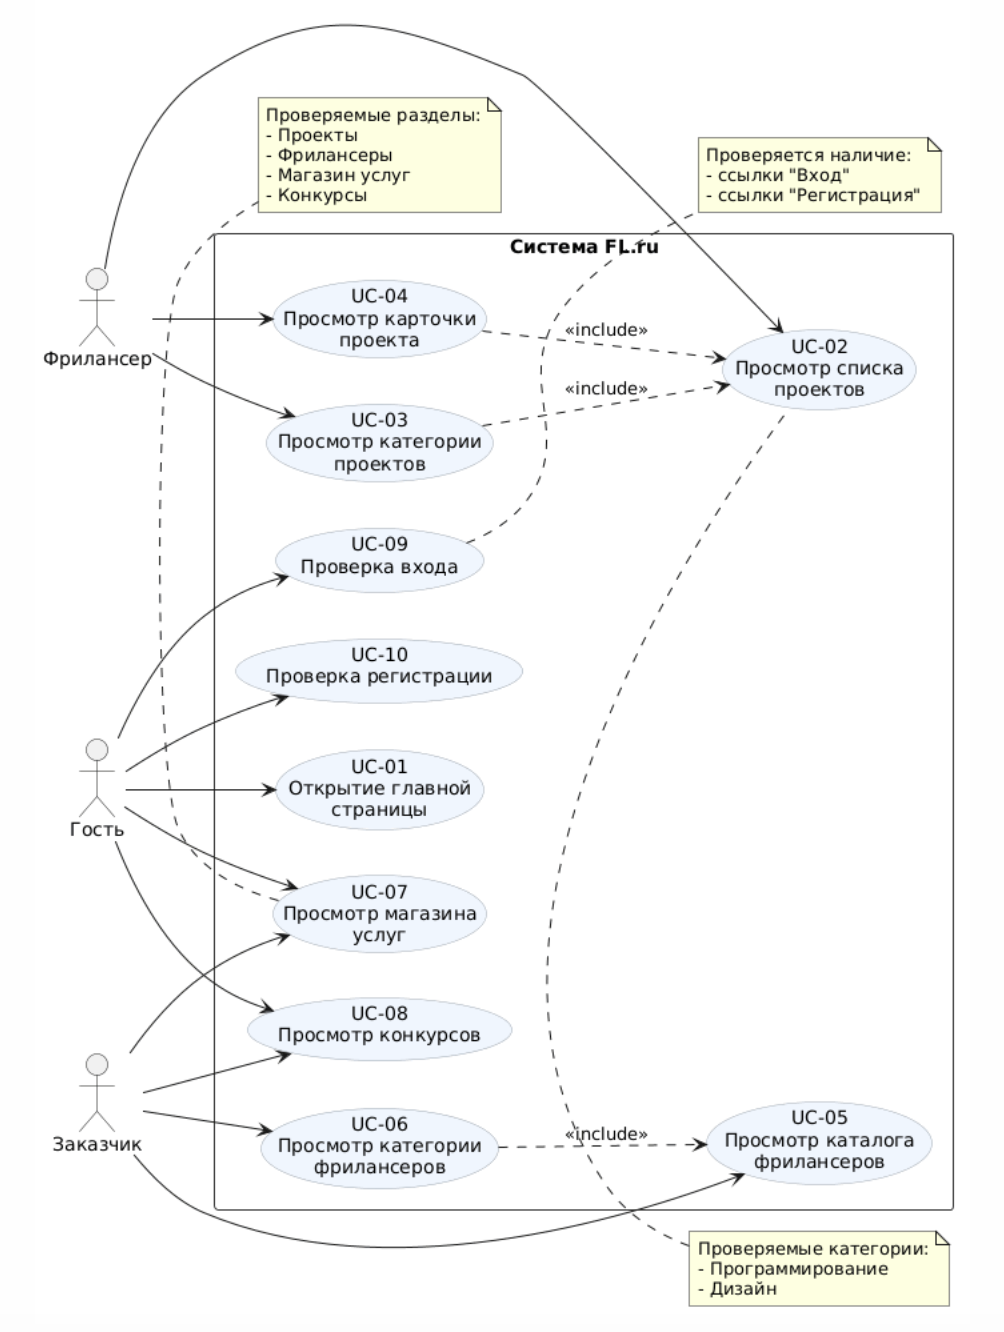 Проверяемые разделы:
- Проекты
- Фрилансеры
- Магазин услуг
- Конкурсы
Проверяется наличие:
- ссылки "Вход"
- ссылки "Регистрация"
Система FL.ru
UC-04
Просмотр карточки
проекта
«include»
UC-02
Просмотр списка
проектов
Фрилансер
«include»
UC-03
Просмотр категории
проектов
UC-09
Проверка входа
UC-10
Проверка регистрации
UC-01
Открытие главной
страницы
Гость
UC-07
Просмотр магазина
услуг
UC-08
Просмотр конкурсов
Заказчик
UC-06
Просмотр категории
фрилансеров
«include»
UC-05
Просмотр каталога
фрилансеров
Проверяемые категории:
- Программирование
- Дизайн